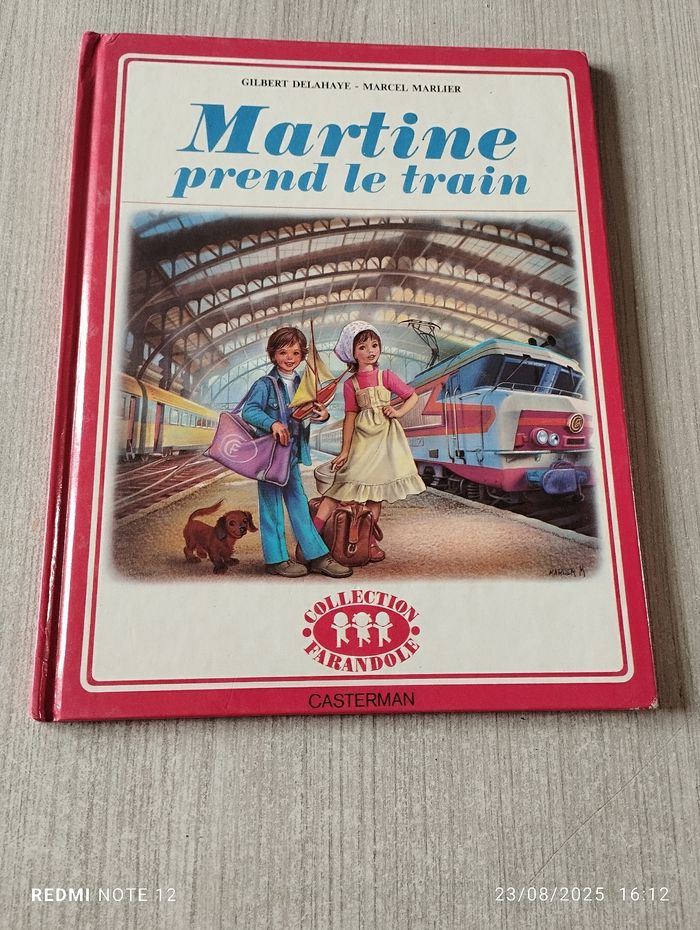 GILBERT DELAHAYE - MARCEL MARLIER
Martine
prend le train
MARLIER M
COLLECTION
FARANDOLE
CASTERMAN
REDMI NOTE 12
23/08/2025 16:12